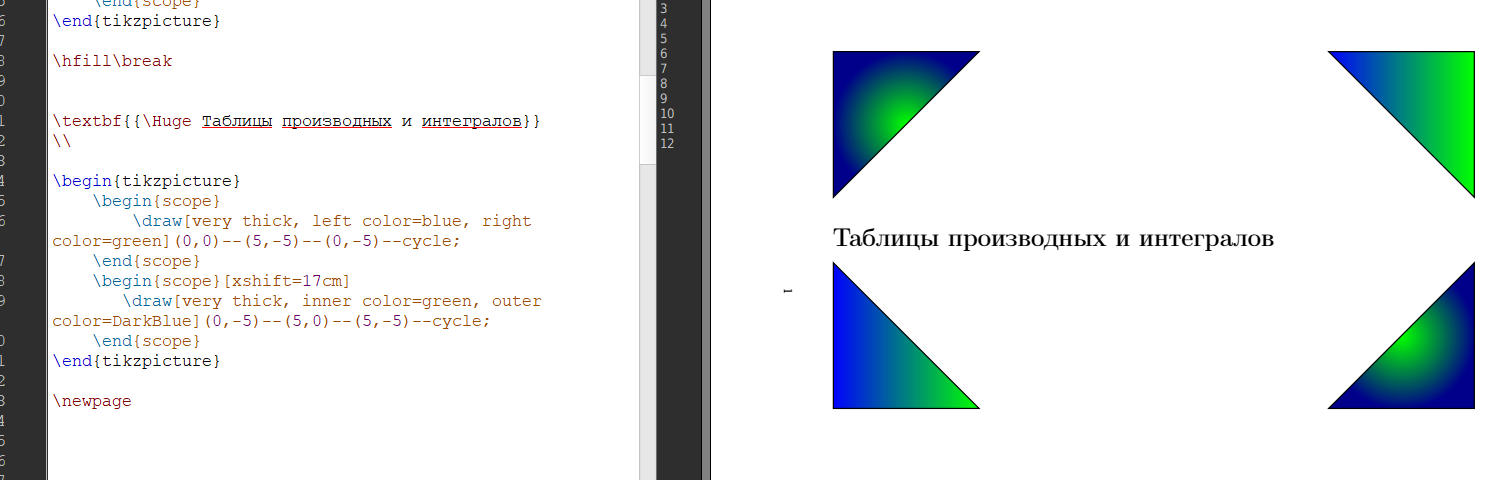 \end{scope}
\end{tikzpicture}
\hfill\break
\textbf{{\Huge Таблицы производных и интегралов}}
\\
\begin{tikzpicture}
\begin{scope}
\draw[very thick, left color=blue, right
color=green](0,0)--(5,-5)--(0,-5)--cycle;
\end{scope}
\begin{scope}[xshift=17cm]
\draw[very thick, inner color=green, outer
color=DarkBlue](0,-5)--(5,0)--(5,-5)--cycle;
\end{scope}
\end{tikzpicture}
\newpage
3
4
5
6
7
8
9
10
11
12
Таблицы производных и интегралов
1